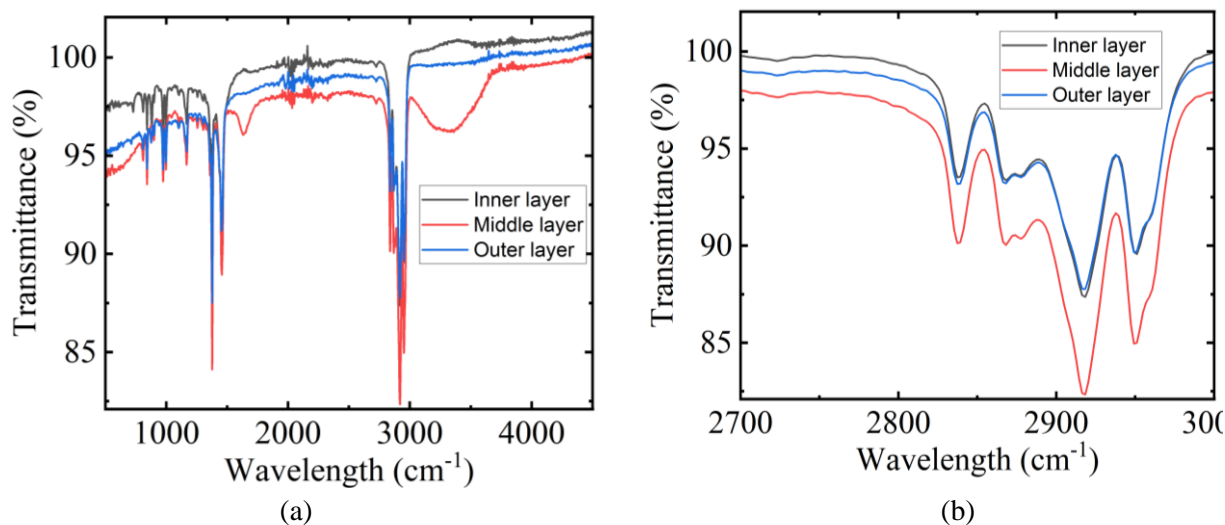 100
95
90
85
Transmittance (%)
Inner layer
Middle layer
Outer layer
1000 2000 3000 4000
Wavelength (cm-1)
(a)
100
95
90
85
Transmittance (%)
Inner layer
Middle layer
Outer layer
2700 2800 2900 300
Wavelength (cm-1)
(b)